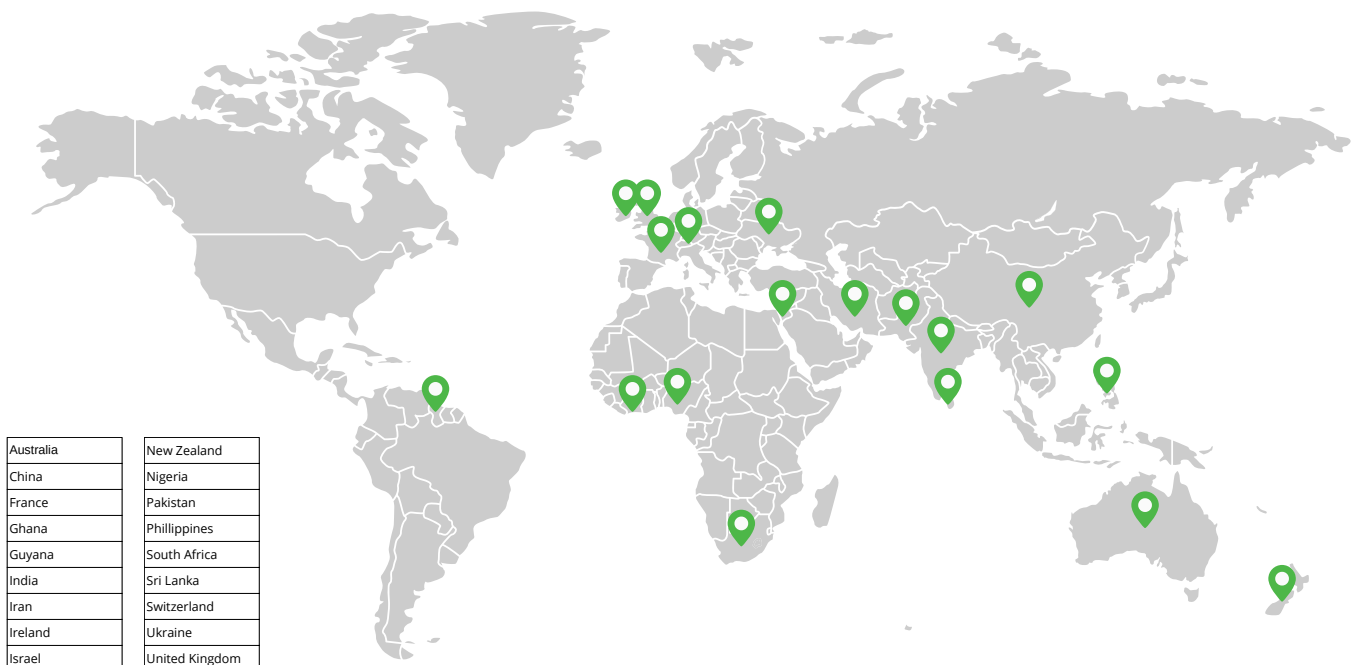 Australia
China
France
Ghana
Guyana
India
Iran
Ireland
Israel
New Zealand
Nigeria
Pakistan
Phillippines
South Africa
Sri Lanka
Switzerland
Ukraine
United Kingdom